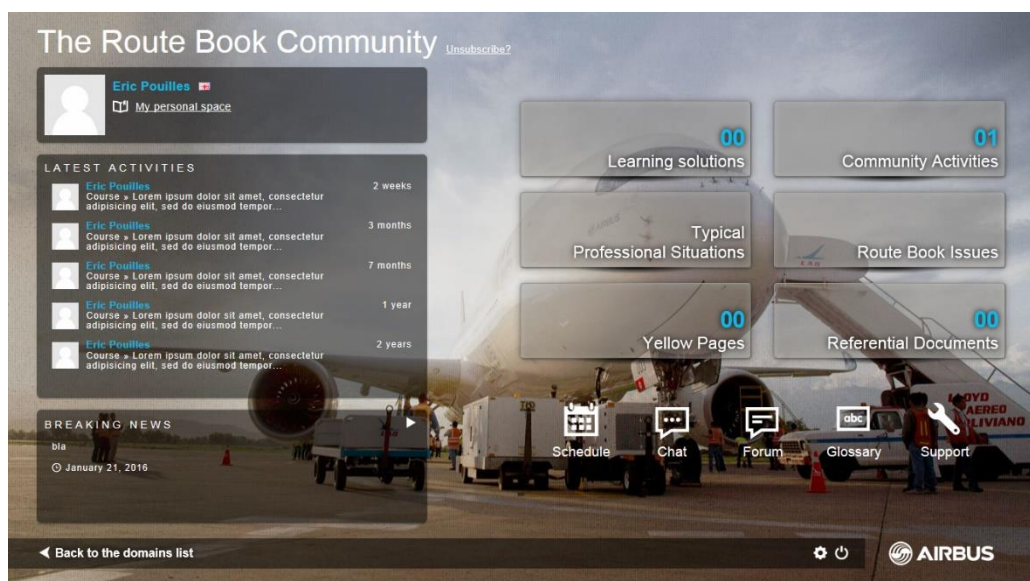 The Route Book Community Unsubscribe?
Eric Pouilles
My personal space
LATEST ACTIVITIES
Eric Pouilles 2 weeks
Course » Lorem ipsum dolor sit amet, consectetur
adipisicing elit, sed do eiusmod tempor...
Eric Pouilles 3 months
Course » Lorem ipsum dolor sit amet, consectetur
adipisicing elit, sed do eiusmod tempor...
Eric Pouilles 7 months
Course » Lorem ipsum dolor sit amet, consectetur
adipisicing elit, sed do eiusmod tempor...
Eric Pouilles 1 year
Course » Lorem ipsum dolor sit amet, consectetur
adipisicing elit, sed do eiusmod tempor...
Eric Pouilles 2 years
Course » Lorem ipsum dolor sit amet, consectetur
adipisicing elit, sed do eiusmod tempor...
BREAKING NEWS
bla
January 21, 2016
00
Learning solutions
01
Community Activities
Typical
Professional Situations
Route Book Issues
LAB
00
Yellow Pages
00
Referential Documents
LLOYD
AEREO
BOLIVIANO
abc
Schedule Chat Forum Glossary Support
Back to the domains list
AIRBUS